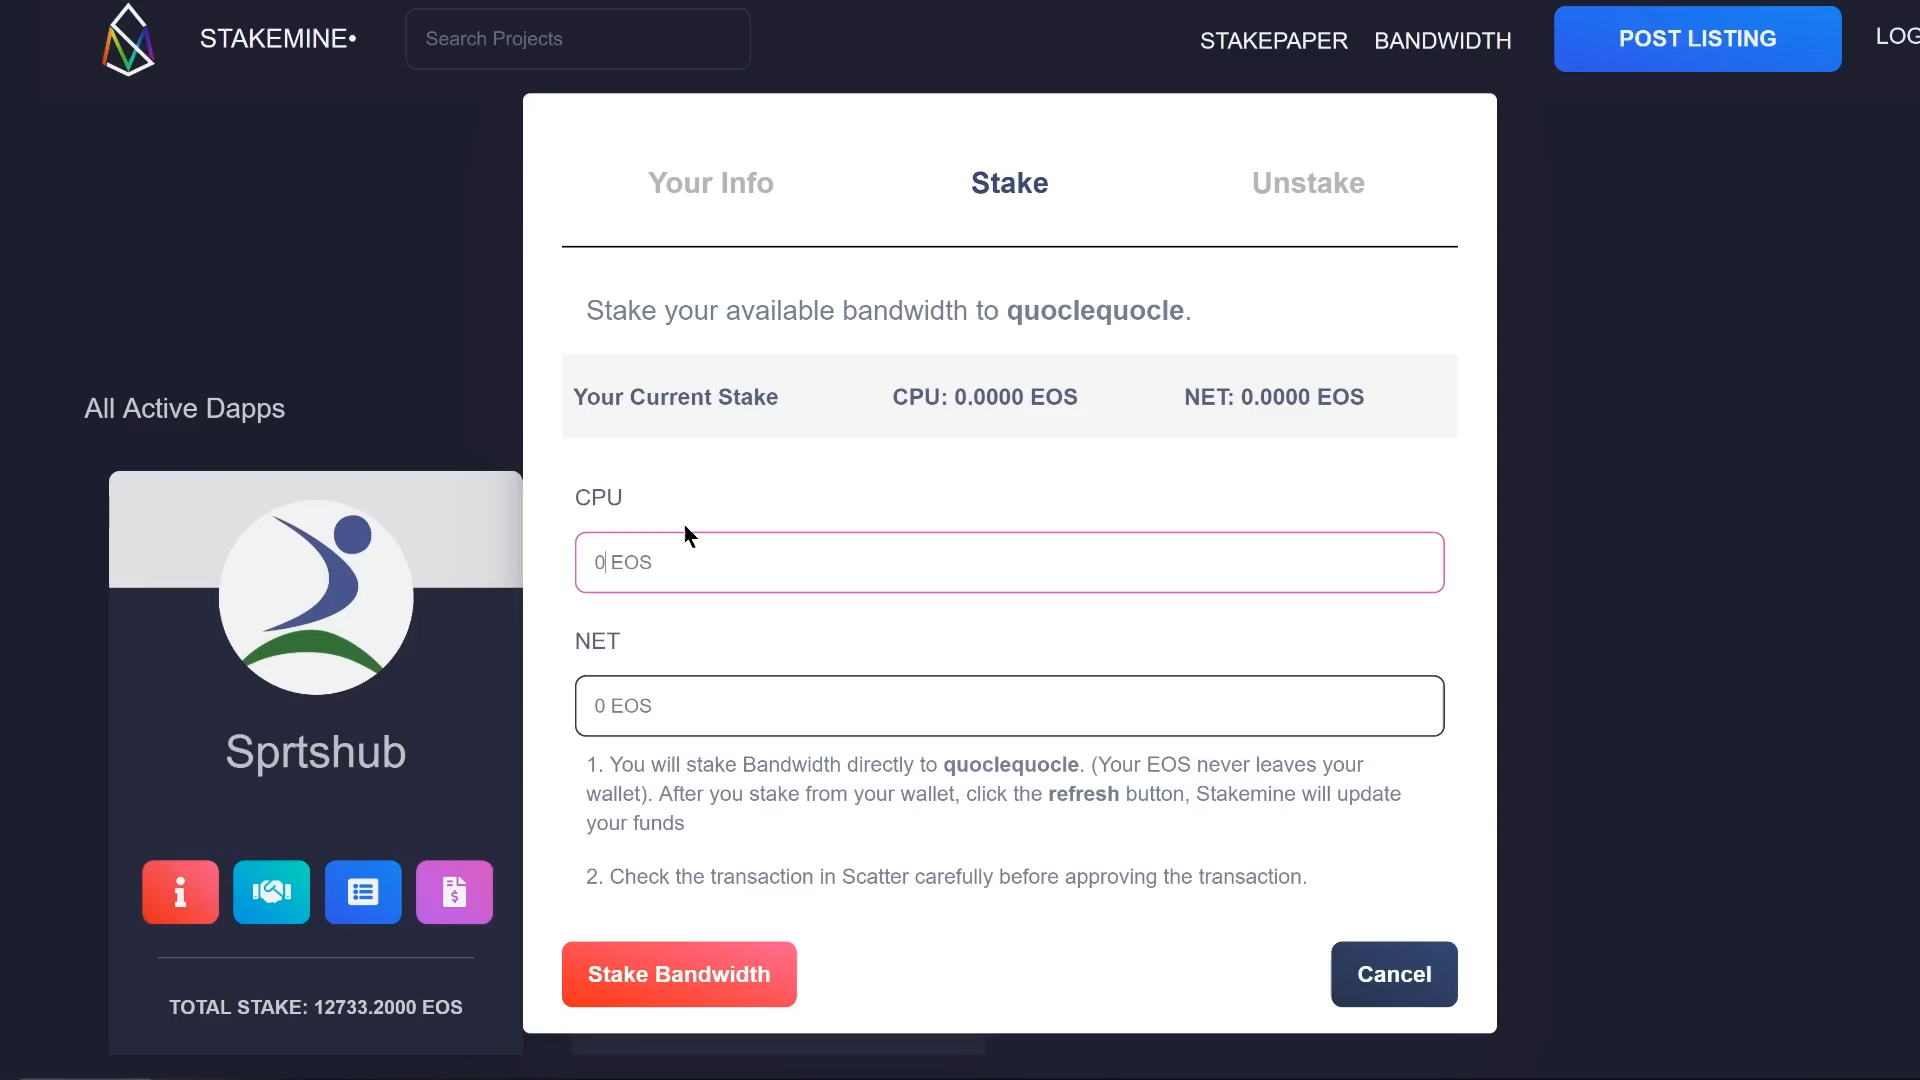 STAKEMINE•
Search Projects
STAKEPAPER
BANDWIDTH
POST LISTING
LOG
Your Info
Stake
Unstake
Stake your available bandwidth to quoclequocle.
Your Current Stake
CPU: 0.0000 EOS
NET: 0.0000 EOS
All Active Dapps
CPU
0 EOS
NET
0 EOS
1. You will stake Bandwidth directly to quoclequocle. (Your EOS never leaves your
wallet). After you stake from your wallet, click the refresh button, Stakemine will update
your funds
2. Check the transaction in Scatter carefully before approving the transaction.
Stake Bandwidth
Cancel
Sprtshub
TOTAL STAKE: 12733.2000 EOS